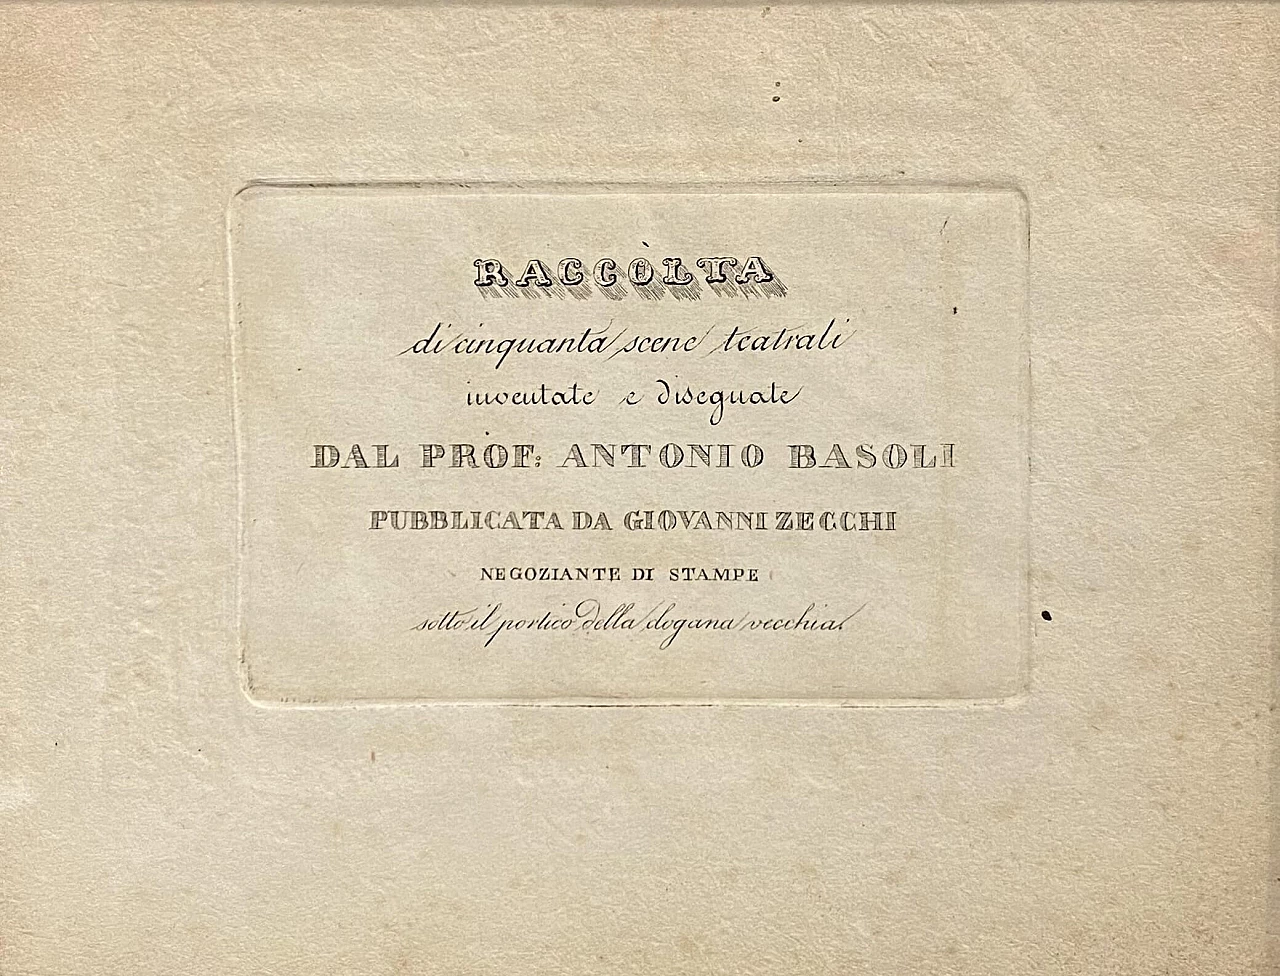 RACCOLTA
di cinquanta scene teatrali
inventate e disegnate
DAL PROF: ANTONIO BASOLI
PUBBLICATA DA GIOVANNI ZECCHI
NEGOZIANTE DI STAMPE
sotto il portico della dogana vecchia.